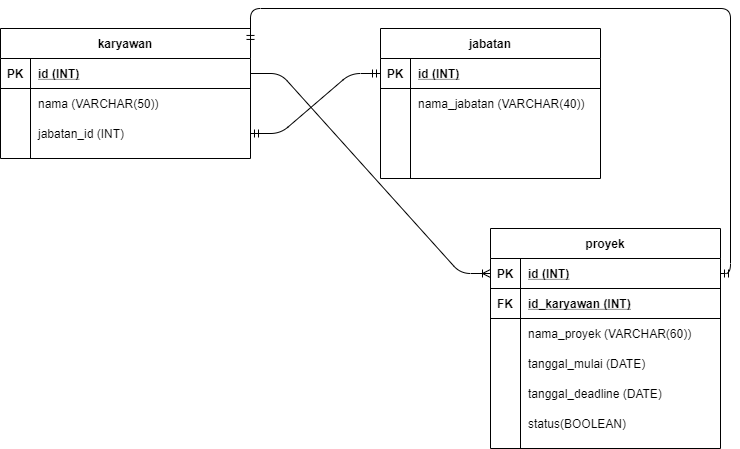 karyawan
PK id (INT)
nama (VARCHAR(50))
jabatan_id (INT)
jabatan
PK id (INT)
nama_jabatan (VARCHAR(40))
proyek
PK id (INT)
FK id_karyawan (INT)
nama_proyek (VARCHAR(60))
tanggal_mulai (DATE)
tanggal_deadline (DATE)
status(BOOLEAN)